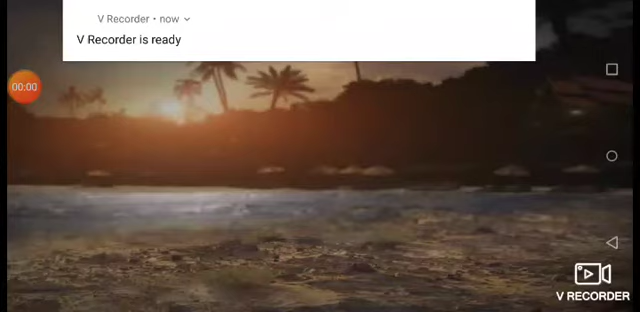 V Recorder • now
V Recorder is ready
00:00
V RECORDER